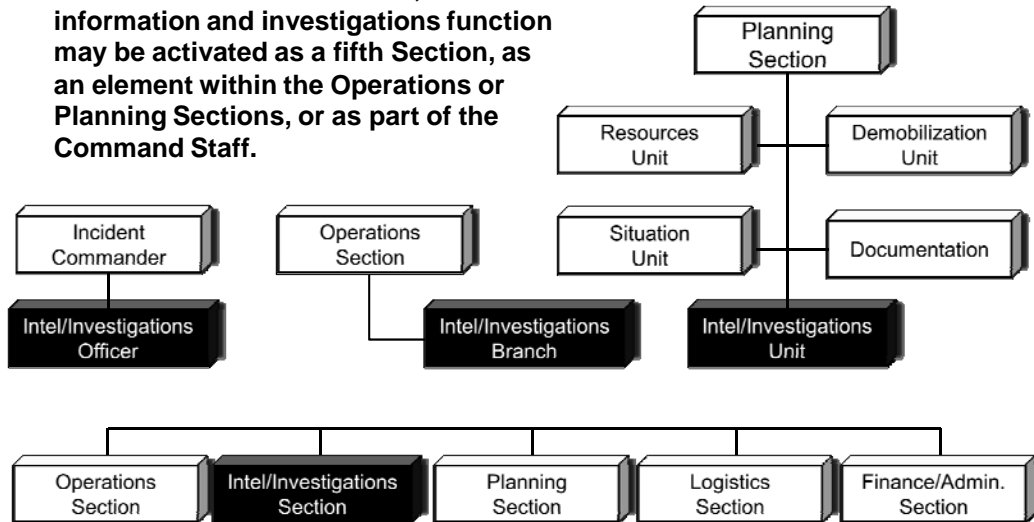 information and investigations function
may be activated as a fifth Section, as
an element within the Operations or
Planning Sections, or as part of the
Command Staff.
Planning
Section
Resources
Unit
Demobilization
Unit
Incident
Commander
Operations
Section
Situation
Unit
Documentation
Intel/Investigations
Officer
Intel/Investigations
Branch
Intel/Investigations
Unit
Operations
Section
Intel/Investigations
Section
Planning
Section
Logistics
Section
Finance/Admin.
Section